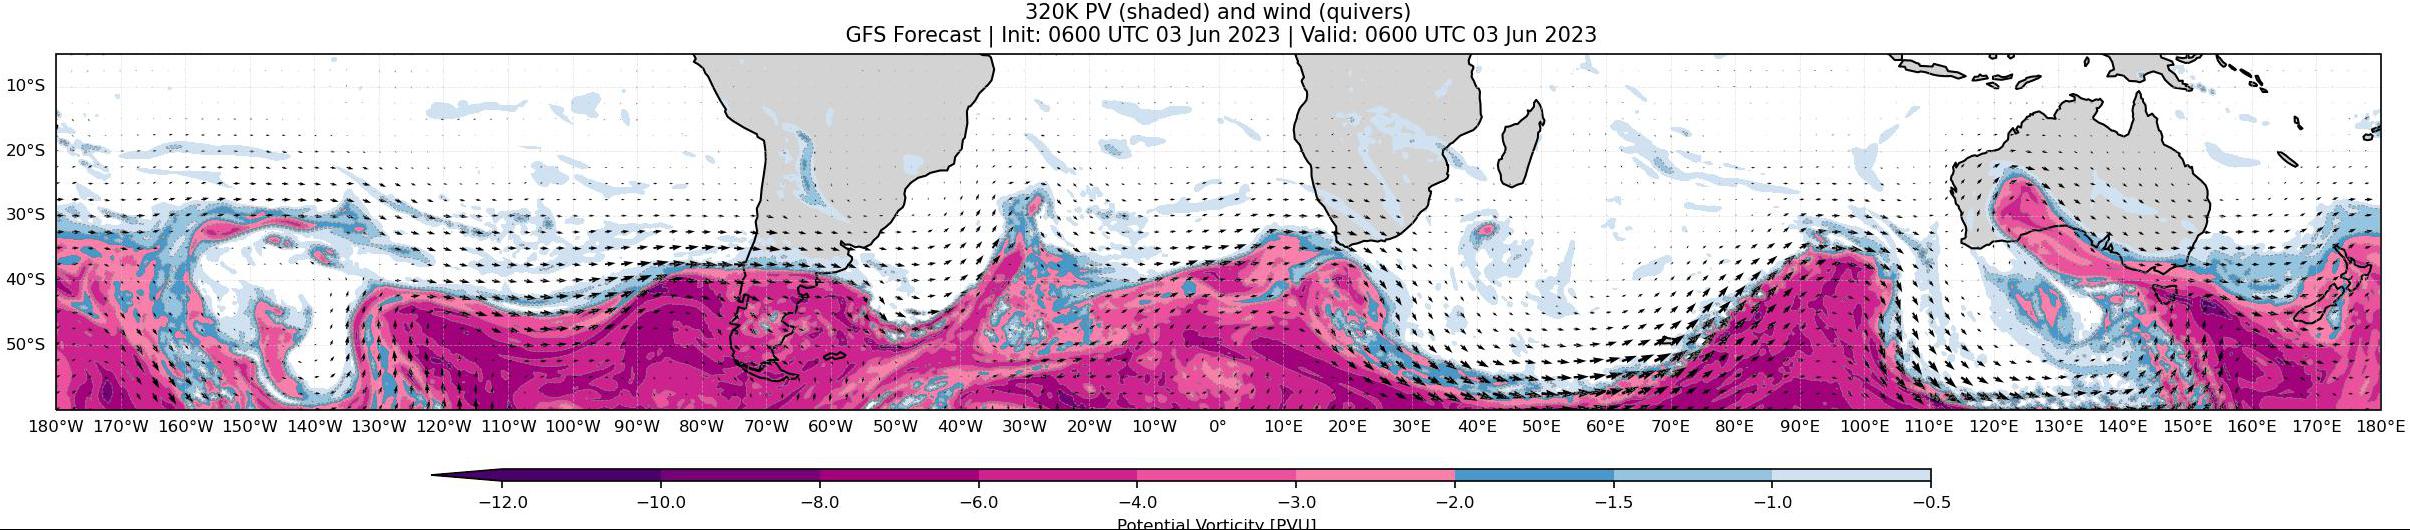 320K PV (shaded) and wind (quivers)
GFS Forecast | Init: 0600 UTC 03 Jun 2023 | Valid: 0600 UTC 03 Jun 2023
10°S
20°S
30°S
40°S
50°S
180°W 170°W 160°W 150°W 140°W 130°W 120°W 110°W 100°W 90°W 80°W 70°W 60°W 50°W 40°W 30°W 20°W 10°W 0° 10°E 20°E 30°E 40°E 50°E 60°E 70°E 80°E 90°E 100°E 110°E 120°E 130°E 140°E 150°E 160°E 170°E 180°E
−12.0 −10.0 −8.0 −6.0 −4.0 −3.0 −2.0 −1.5 −1.0 −0.5
Potential Vorticity [PVU]